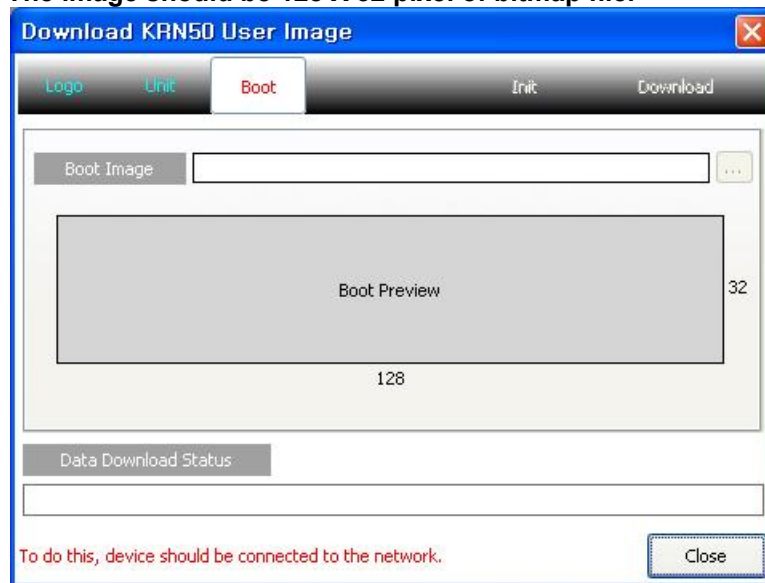 The image should be 128 X 32 pixel of bitmap file.
Download KRN50 User Image
Logo Unit Boot Init Download
Boot Image ...
Boot Preview
32
128
Data Download Status
To do this, device should be connected to the network. Close